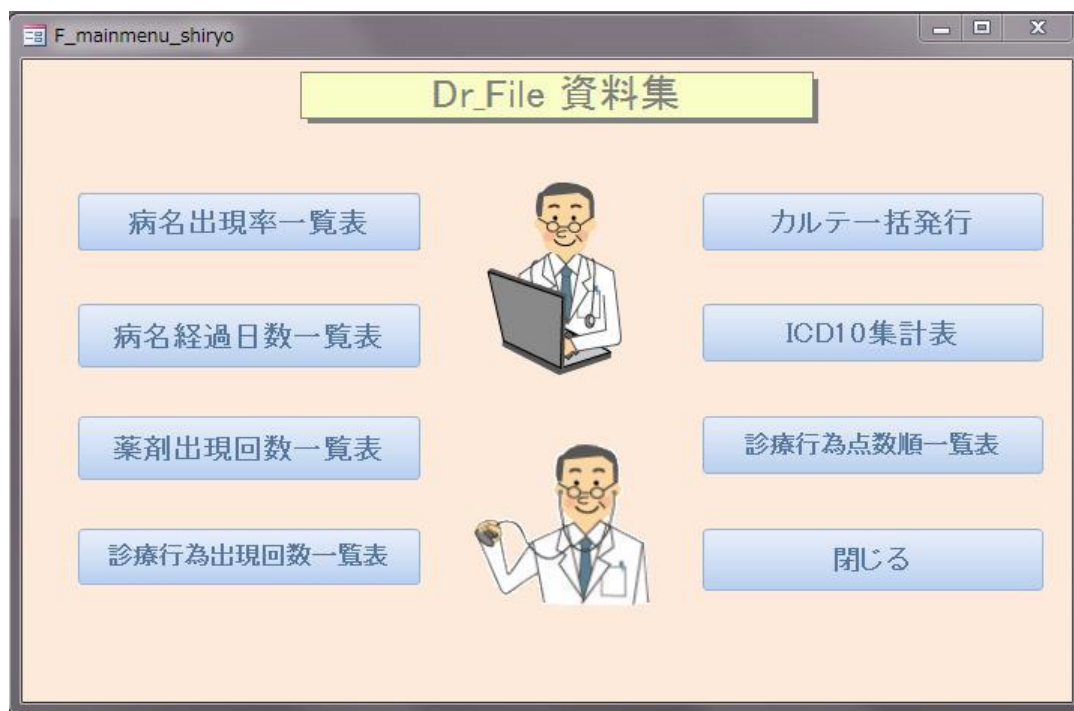 F_mainmenu_shiryo
Dr_File 資料集
病名出現率一覧表
カルテ一括発行
病名経過日数一覧表
ICD10集計表
薬剤出現回数一覧表
診療行為点数順一覧表
診療行為出現回数一覧表
閉じる